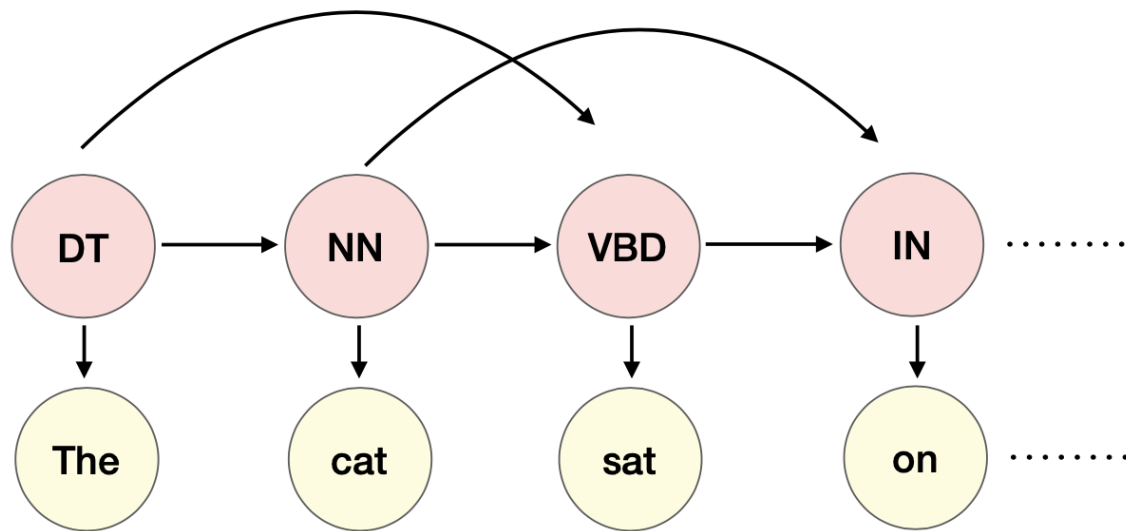 DT NN VBD IN ........
The cat sat on ........